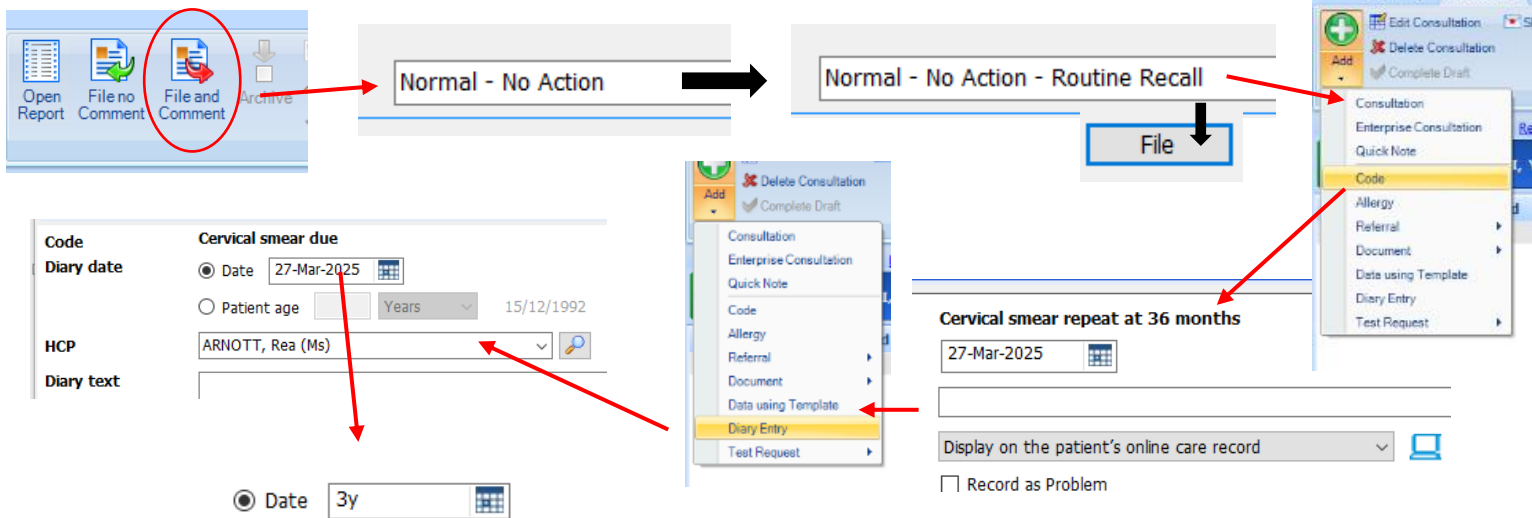 Open Report
File no Comment
File and Comment
Archive
Normal - No Action
Normal - No Action - Routine Recall
File
Add
Edit Consultation
Delete Consultation
Complete Draft
Consultation
Enterprise Consultation
Quick Note
Code
Allergy
Referral
Document
Data using Template
Diary Entry
Test Request
Add
Delete Consultation
Complete Draft
Consultation
Enterprise Consultation
Quick Note
Code
Allergy
Referral
Document
Data using Template
Diary Entry
Test Request
Code Cervical smear due
Diary date Date 27-Mar-2025
Patient age Years 15/12/1992
HCP ARNOTT, Rea (Ms)
Diary text
Date 3y
Cervical smear repeat at 36 months
27-Mar-2025
Display on the patient's online care record
Record as Problem